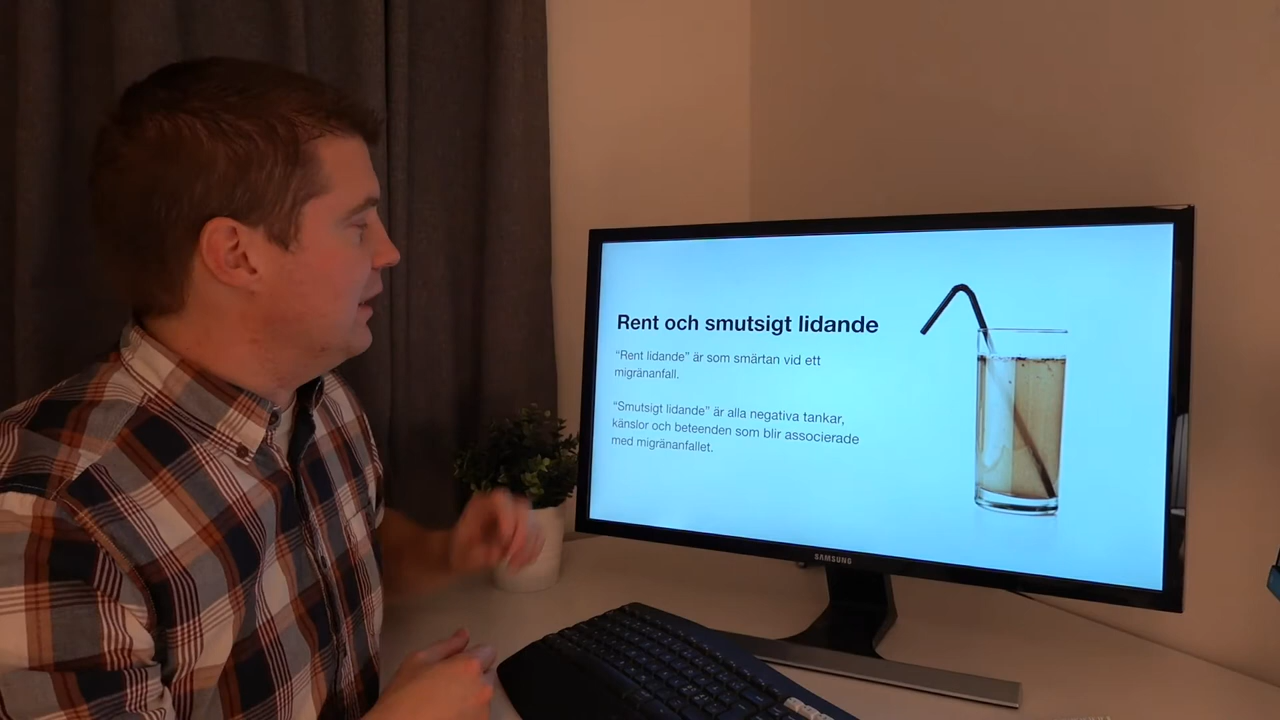 Rent och smutsigt lidande
“Rent lidande” är som smärtan vid ett
migränanfall.
“Smutsigt lidande” är alla negativa tankar,
känslor och beteenden som blir associerade
med migränanfallet.
SAMSUNG